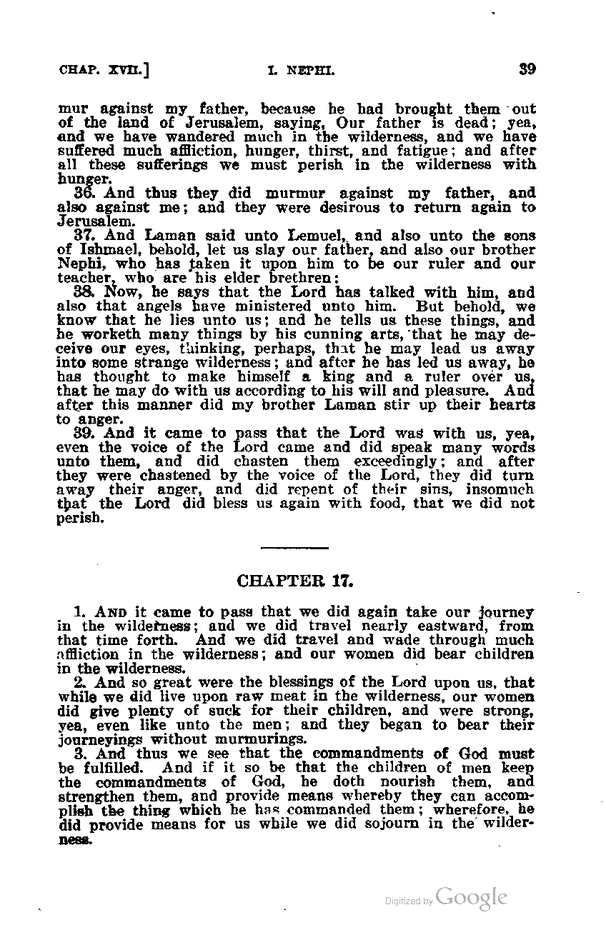 CHAP. XVII.] I. NEPHI. 39
mur against my father, because he had brought them out
of the land of Jerusalem, saying, Our father is dead; yea,
and we have wandered much in the wilderness, and we have
suffered much affliction, hunger, thirst, and fatigue; and after
all these sufferings we must perish in the wilderness with
hunger.
36. And thus they did murmur against my father, and
also against me; and they were desirous to return again to
Jerusalem.
37. And Laman said unto Lemuel, and also unto the sons
of Ishmael, behold, let us slay our father, and also our brother
Nephi, who has taken it upon him to be our ruler and our
teacher, who are his elder brethren:
38. Now, he says that the Lord has talked with him, and
also that angels have ministered unto him. But behold, we
know that he lies unto us; and he tells us these things, and
he worketh many things by his cunning arts, that he may de-
ceive our eyes, thinking, perhaps, that he may lead us away
into some strange wilderness; and after he has led us away, he
has thought to make himself a king and a ruler over us,
that he may do with us according to his will and pleasure. And
after this manner did my brother Laman stir up their hearts
to anger.
39. And it came to pass that the Lord was with us, yea,
even the voice of the Lord came and did speak many words
unto them, and did chasten them exceedingly; and after
they were chastened by the voice of the Lord, they did turn
away their anger, and did repent of their sins, insomuch
that the Lord did bless us again with food, that we did not
perish.
CHAPTER 17.
1. AND it came to pass that we did again take our journey
in the wilderness; and we did travel nearly eastward, from
that time forth. And we did travel and wade through much
affliction in the wilderness; and our women did bear children
in the wilderness.
2. And so great were the blessings of the Lord upon us, that
while we did live upon raw meat in the wilderness, our women
did give plenty of suck for their children, and were strong,
yea, even like unto the men; and they began to bear their
journeyings without murmurings.
3. And thus we see that the commandments of God must
be fulfilled. And if it so be that the children of men keep
the commandments of God, he doth nourish them, and
strengthen them, and provide means whereby they can accom-
plish the thing which he has commanded them; wherefore, he
did provide means for us while we did sojourn in the wilder-
ness.
Digitized by Google